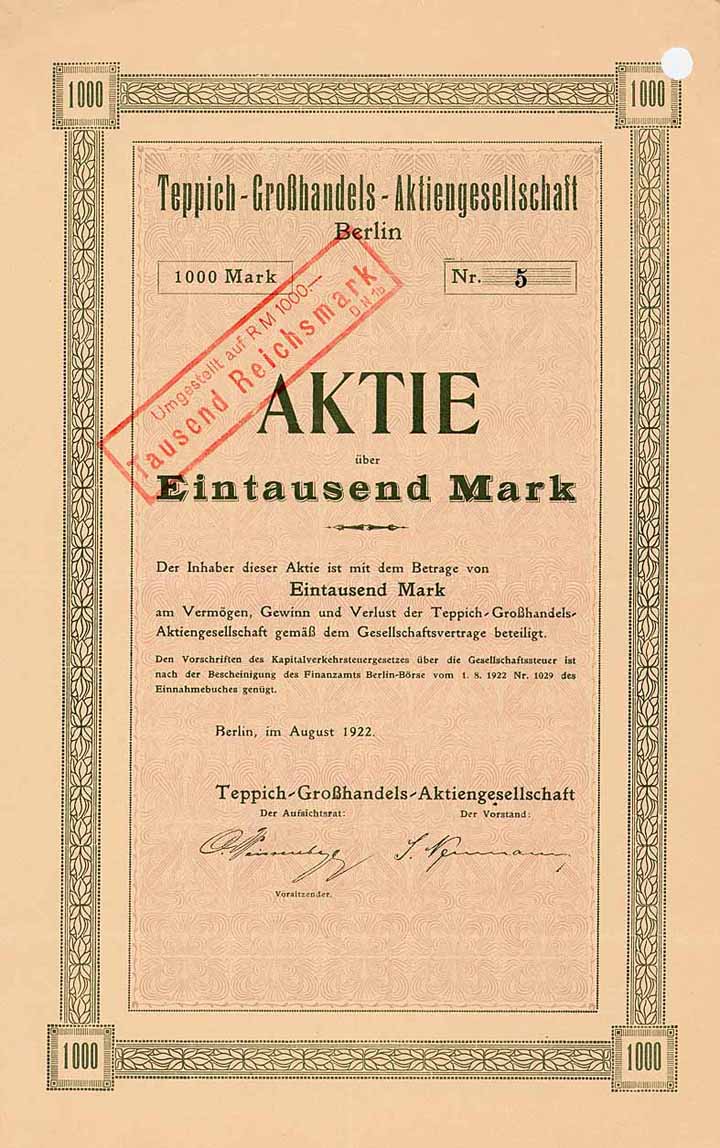 1000
1000
Teppich-Großhandels-Aktiengesellschaft
Berlin
1000 Mark
Nr. 5
Umgestellt auf R.M 1000.—
Tausend Reichsmark
AKTIE
über
Eintausend Mark
Der Inhaber dieser Aktie ist mit dem Betrage von
Eintausend Mark
am Vermögen, Gewinn und Verlust der Teppich-Großhandels-
Aktiengesellschaft gemäß dem Gesellschaftsvertrage beteiligt.
Den Vorschriften des Kapitalverkehrsteuergesetzes über die Gesellschaftssteuer ist
nach der Bescheinigung des Finanzamts Berlin-Börse vom 1. 8. 1922 Nr. 1029 des
Einnahmebuches genügt.
Berlin, im August 1922.
Teppich-Großhandels-Aktiengesellschaft
Der Aufsichtsrat:
Der Vorstand:
Vorsitzender.
1000
1000